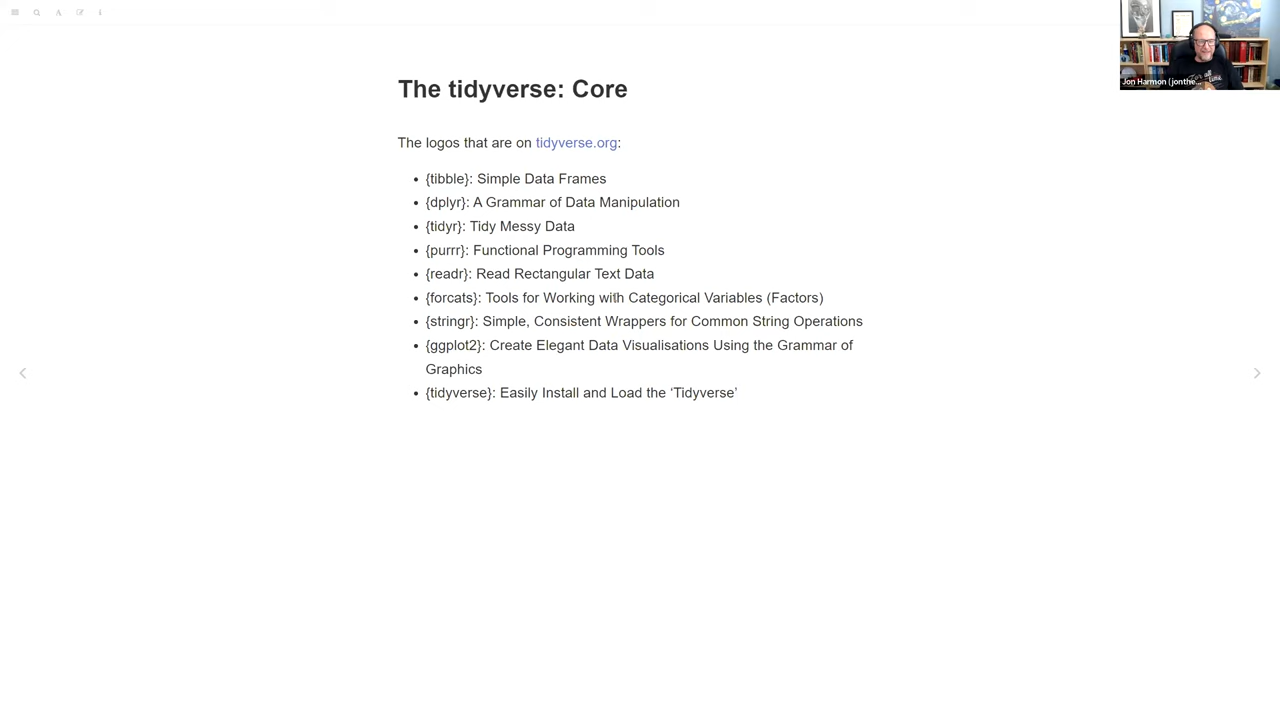 The tidyverse: Core
The logos that are on tidyverse.org:
• {tibble}: Simple Data Frames
• {dplyr}: A Grammar of Data Manipulation
• {tidyr}: Tidy Messy Data
• {purrr}: Functional Programming Tools
• {readr}: Read Rectangular Text Data
• {forcats}: Tools for Working with Categorical Variables (Factors)
• {stringr}: Simple, Consistent Wrappers for Common String Operations
• {ggplot2}: Create Elegant Data Visualisations Using the Grammar of
Graphics
• {tidyverse}: Easily Install and Load the ‘Tidyverse’
Jon Harmon (jonthe...